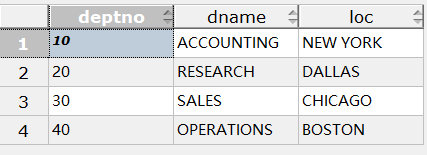 deptno dname loc
1 10 ACCOUNTING NEW YORK
2 20 RESEARCH DALLAS
3 30 SALES CHICAGO
4 40 OPERATIONS BOSTON